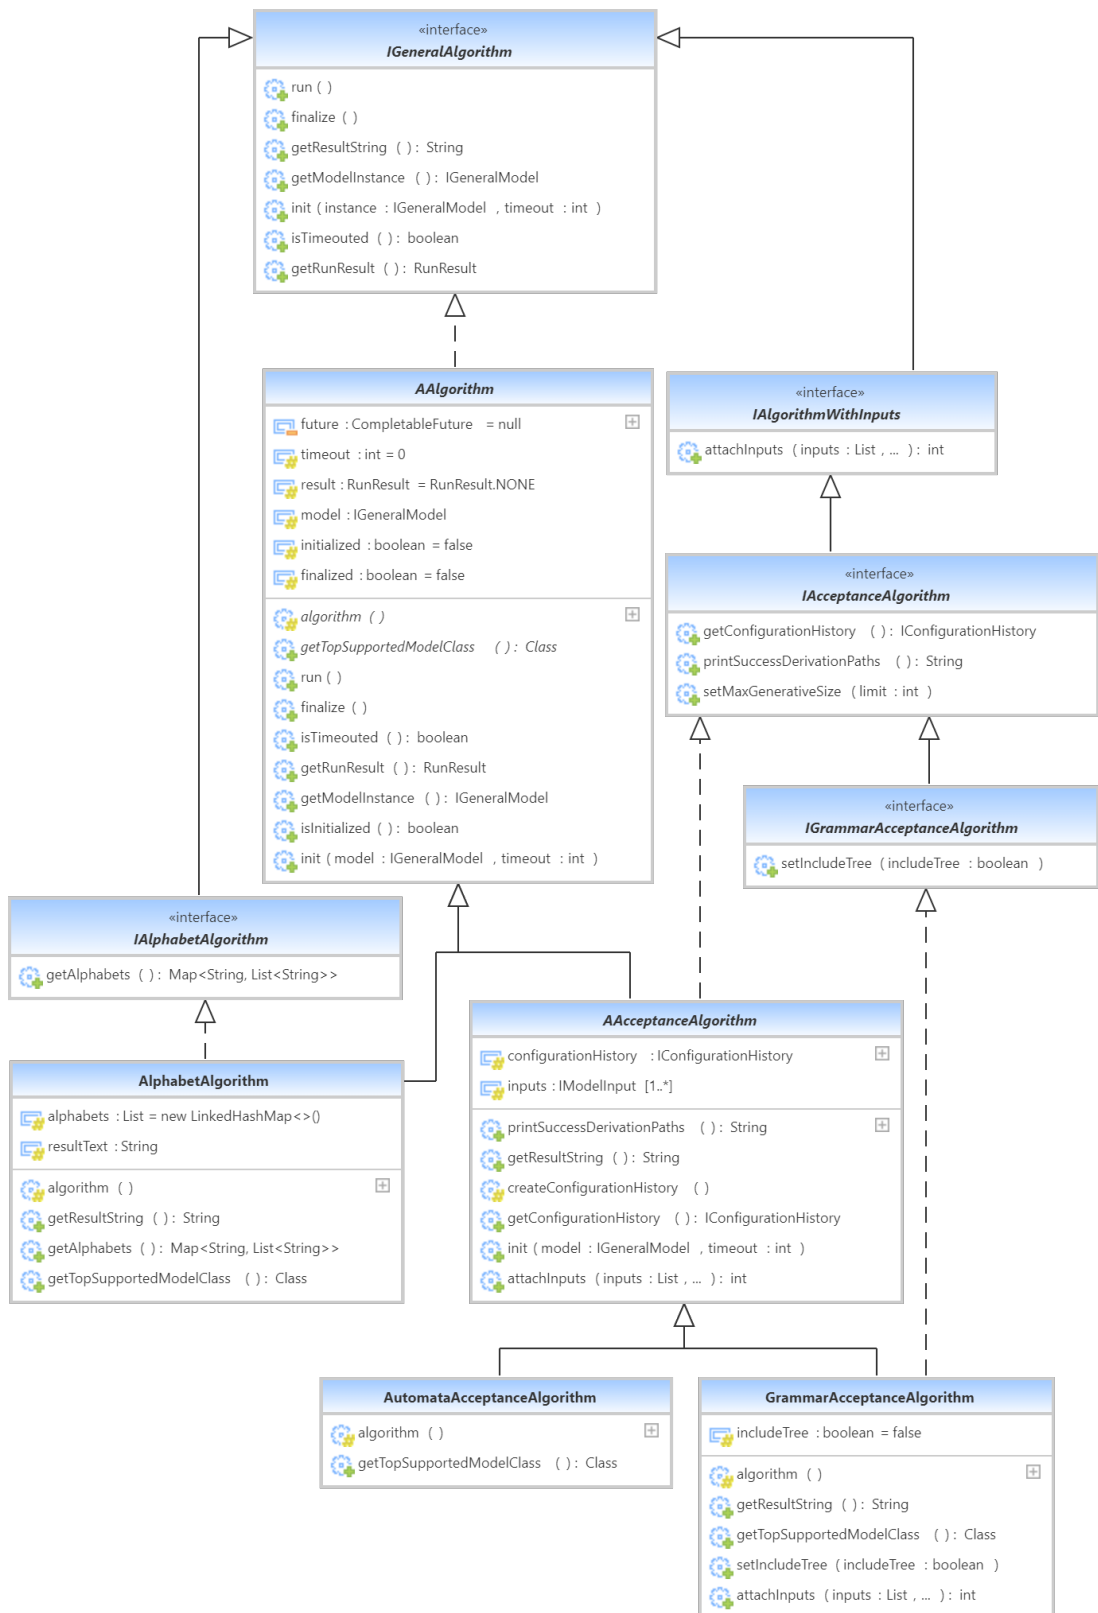 «interface»
IGeneralAlgorithm
run ( )
finalize ( )
getResultString ( ) : String
getModelInstance ( ) : IGeneralModel
init ( instance : IGeneralModel , timeout : int )
isTimeouted ( ) : boolean
getRunResult ( ) : RunResult
AAlgorithm
future : CompletableFuture = null
timeout : int = 0
result : RunResult = RunResult.NONE
model : IGeneralModel
initialized : boolean = false
finalized : boolean = false
algorithm ( )
getTopSupportedModelClass ( ) : Class
run ( )
finalize ( )
isTimeouted ( ) : boolean
getRunResult ( ) : RunResult
getModelInstance ( ) : IGeneralModel
isInitialized ( ) : boolean
init ( model : IGeneralModel , timeout : int )
«interface»
IAlgorithmWithInputs
attachInputs ( inputs : List , ... ) : int
«interface»
IAcceptanceAlgorithm
getConfigurationHistory ( ) : IConfigurationHistory
printSuccessDerivationPaths ( ) : String
setMaxGenerativeSize ( limit : int )
«interface»
IGrammarAcceptanceAlgorithm
setIncludeTree ( includeTree : boolean )
«interface»
IAlphabetAlgorithm
getAlphabets ( ) : Map<String, List<String>>
AlphabetAlgorithm
alphabets : List = new LinkedHashMap<>()
resultText : String
algorithm ( )
getResultString ( ) : String
getAlphabets ( ) : Map<String, List<String>>
getTopSupportedModelClass ( ) : Class
AAcceptanceAlgorithm
configurationHistory : IConfigurationHistory
inputs : IModelInput [1..*]
printSuccessDerivationPaths ( ) : String
getResultString ( ) : String
createConfigurationHistory ( )
getConfigurationHistory ( ) : IConfigurationHistory
init ( model : IGeneralModel , timeout : int )
attachInputs ( inputs : List , ... ) : int
AutomataAcceptanceAlgorithm
algorithm ( )
getTopSupportedModelClass ( ) : Class
GrammarAcceptanceAlgorithm
includeTree : boolean = false
algorithm ( )
getResultString ( ) : String
getTopSupportedModelClass ( ) : Class
setIncludeTree ( includeTree : boolean )
attachInputs ( inputs : List , ... ) : int